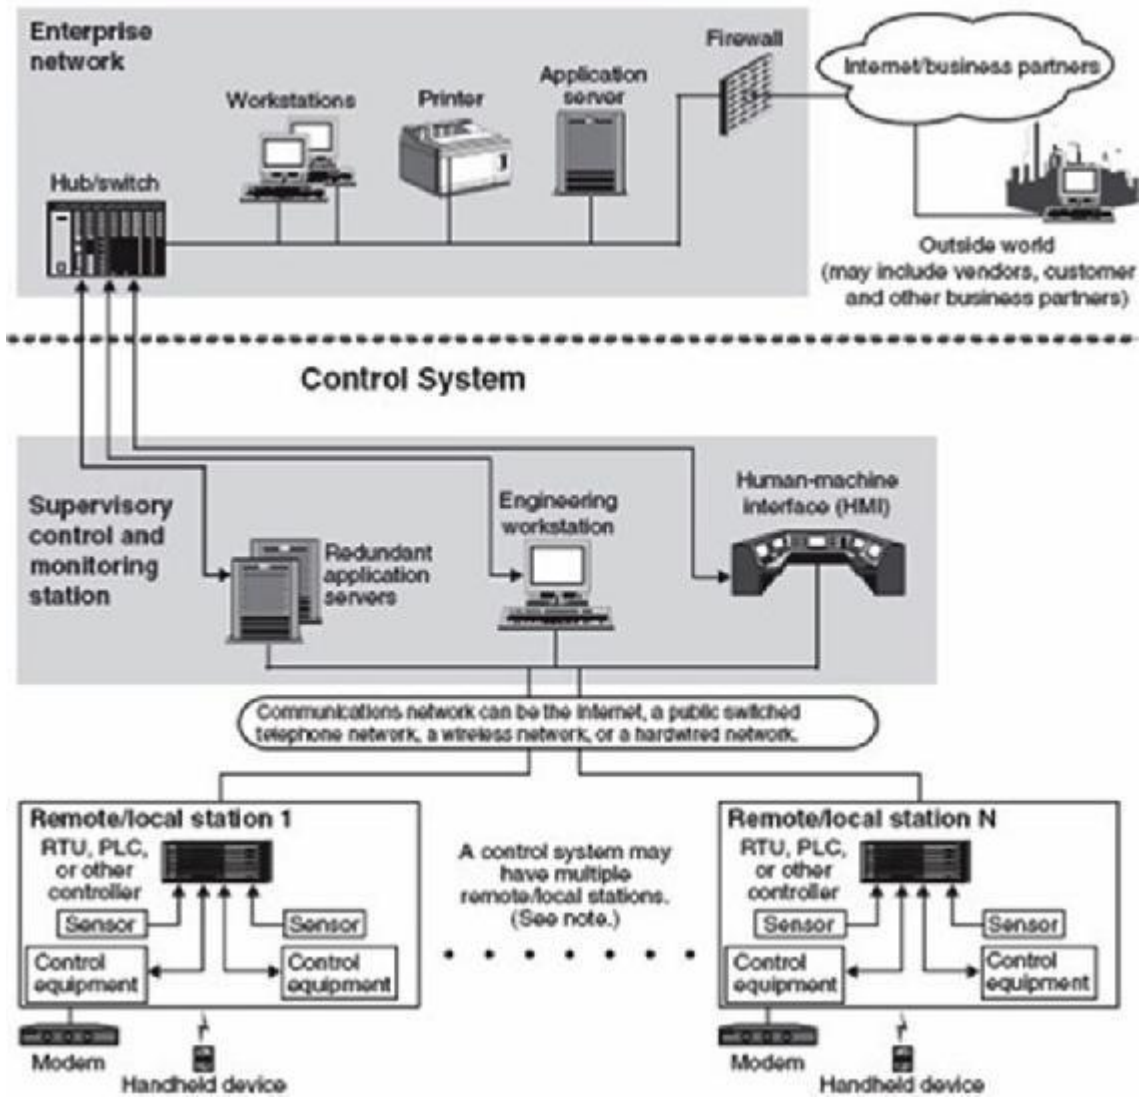 Enterprise
network
Firewall
Internet/business partners
Workstations
Printer
Application
server
Hub/switch
Outside world
(may include vendors, customer
and other business partners)
Control System
Supervisory
control and
monitoring
station
Redundant
application
servers
Engineering
workstation
Human-machine
interface (HMI)
Communications network can be the Internet, a public switched
telephone network, a wireless network, or a hardwired network.
Remote/local station 1
RTU, PLC,
or other
controller
Sensor
Sensor
Control
equipment
Control
equipment
Modem
Handheld device
A control system may
have multiple
remote/local stations.
(See note.)
Remote/local station N
RTU, PLC,
or other
controller
Sensor
Sensor
Control
equipment
Control
equipment
Modem
Handheld device